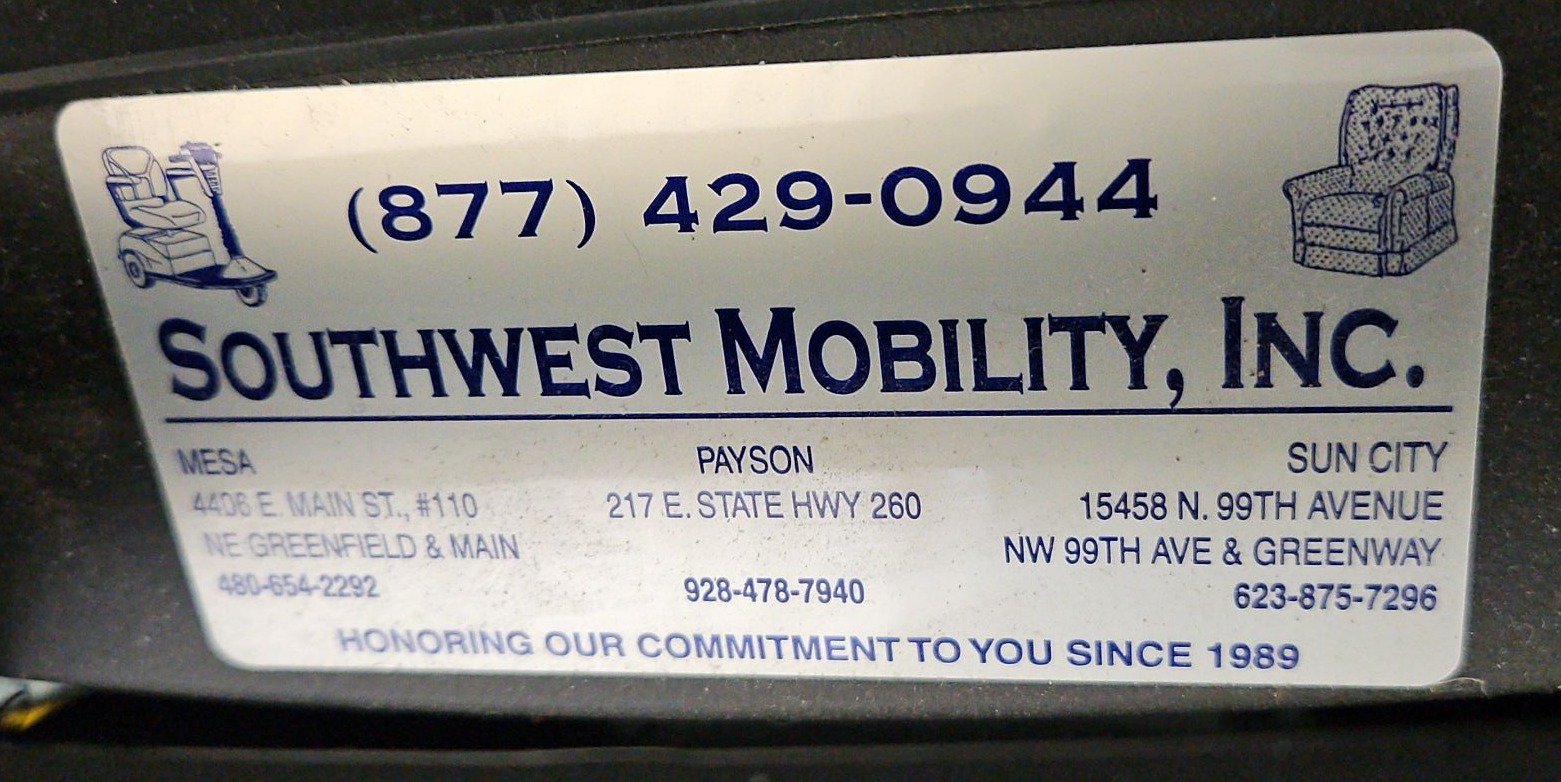 (877) 429-0944
SOUTHWEST MOBILITY, INC.
MESA
4406 E. MAIN ST., #110
NE GREENFIELD & MAIN
480-654-2292
PAYSON
217 E. STATE HWY 260
928-478-7940
SUN CITY
15458 N. 99TH AVENUE
NW 99TH AVE & GREENWAY
623-875-7296
HONORING OUR COMMITMENT TO YOU SINCE 1989